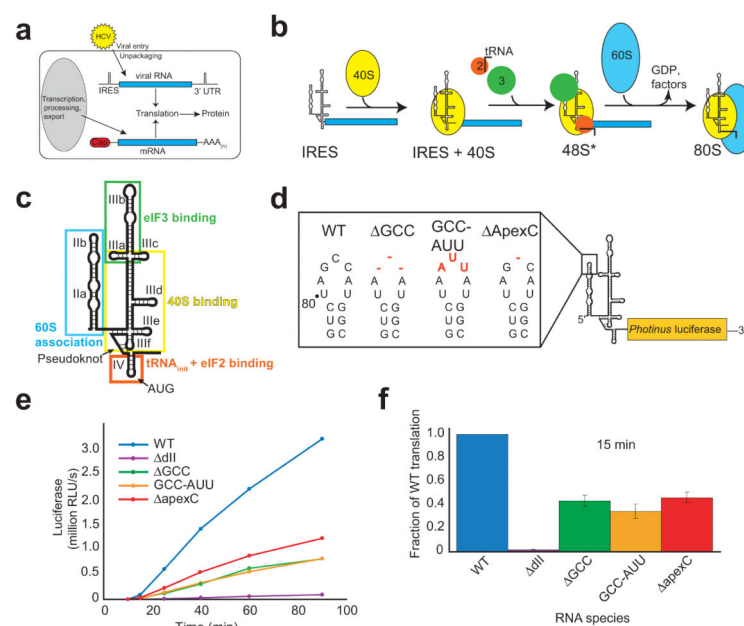 a
HCV
Viral entry
Unpackaging
viral RNA
IRES
3' UTR
Transcription,
processing,
export
Translation
Protein
Cap
AAA(n)
mRNA
b
40S
2
tRNA
3
60S
GDP,
factors
IRES
IRES + 40S
48S*
80S
c
IIIb
eIF3 binding
IIb
IIIa
IIIc
IIId
40S binding
IIa
IIIe
60S
association
IIIf
Pseudoknot
IV
tRNAinit + eIF2 binding
AUG
d
WT
ΔGCC
GCC-
AUU
ΔApexC
G C C
A A
U U
80
G G
U G
C G
U C
- - -
A A
U U
G G
U G
C G
U C
A U U
A A
U U
G G
U G
C G
U C
G C -
A A
U U
G G
U G
C G
U C
5'
Photinus luciferase
3
e
Luciferase
(million RLU/s)
3.0
2.5
2.0
1.5
1.0
0.5
0
WT
ΔdII
ΔGCC
GCC-AUU
ΔapexC
0 20 40 60 80 100
Time (min)
f
Fraction of WT translation
1.0
0.8
0.6
0.4
0.2
0
15 min
WT
ΔdII
ΔGCC
GCC-AUU
ΔapexC
RNA species